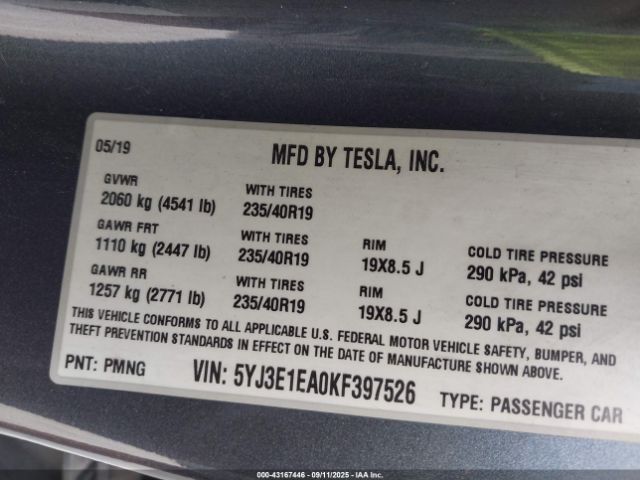 05/19 MFD BY TESLA, INC.
GVWR WITH TIRES
2060 kg (4541 lb) 235/40R19
GAWR FRT WITH TIRES RIM COLD TIRE PRESSURE
1110 kg (2447 lb) 235/40R19 19X8.5 J 290 kPa, 42 psi
GAWR RR WITH TIRES RIM COLD TIRE PRESSURE
1257 kg (2771 lb) 235/40R19 19X8.5 J 290 kPa, 42 psi
THIS VEHICLE CONFORMS TO ALL APPLICABLE U.S. FEDERAL MOTOR VEHICLE SAFETY, BUMPER, AND
THEFT PREVENTION STANDARDS IN EFFECT ON THE DATE OF MANUFACTURE SHOWN ABOVE.
PNT: PMNG VIN: 5YJ3E1EA0KF397526 TYPE: PASSENGER CAR
000-43167446 - 09/11/2025 - IAA Inc.